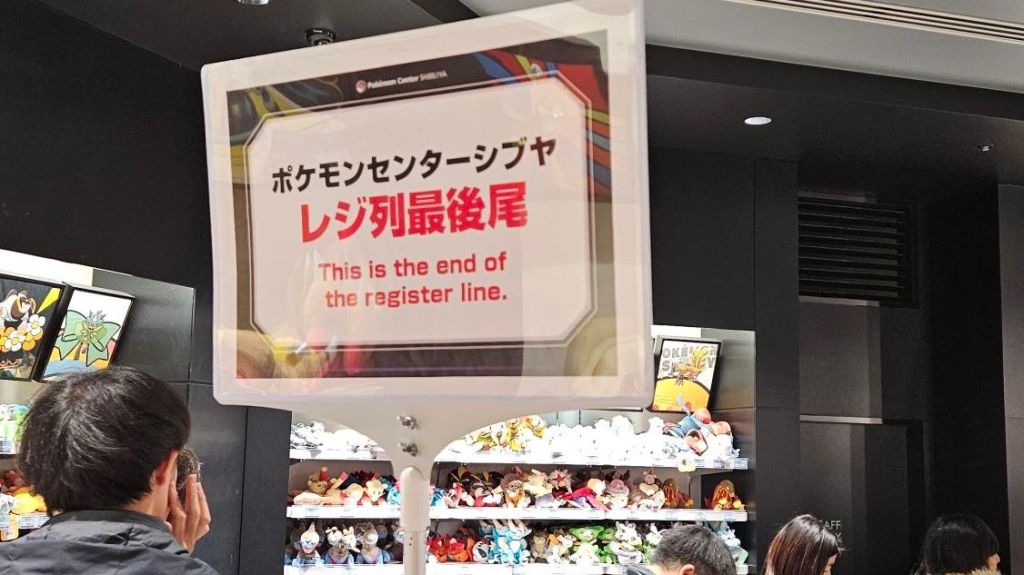 Pokémon Center SHIBUYA
ポケモンセンターシブヤ
レジ列最後尾
This is the end of
the register line.